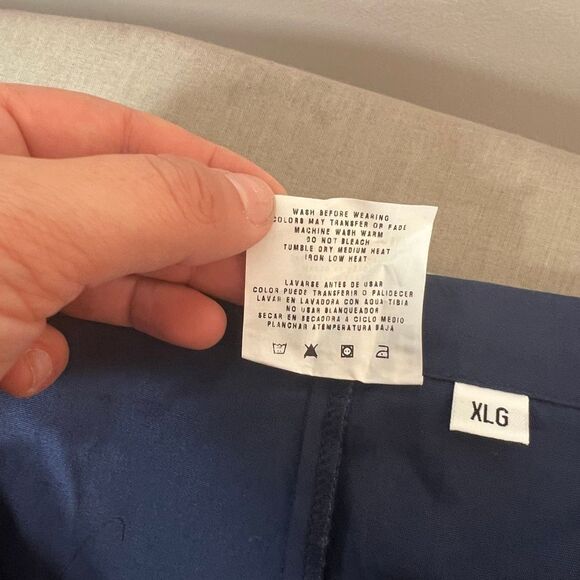 WASH BEFORE WEARING
COLORS MAY TRANSFER OR FADE
MACHINE WASH WARM
DO NOT BLEACH
TUMBLE DRY MEDIUM HEAT
IRON LOW HEAT
LAVARSE ANTES DE USAR
COLOR PUEDE TRANSFERIR O PALIDECER
LAVAR EN LAVADORA CON AQUA TIBIA
NO USAR BLANQUEADOR
SECAR EN SECADORA A CICLO MEDIO
PLANCHAR ATEMPERATURA BAJA
XLG